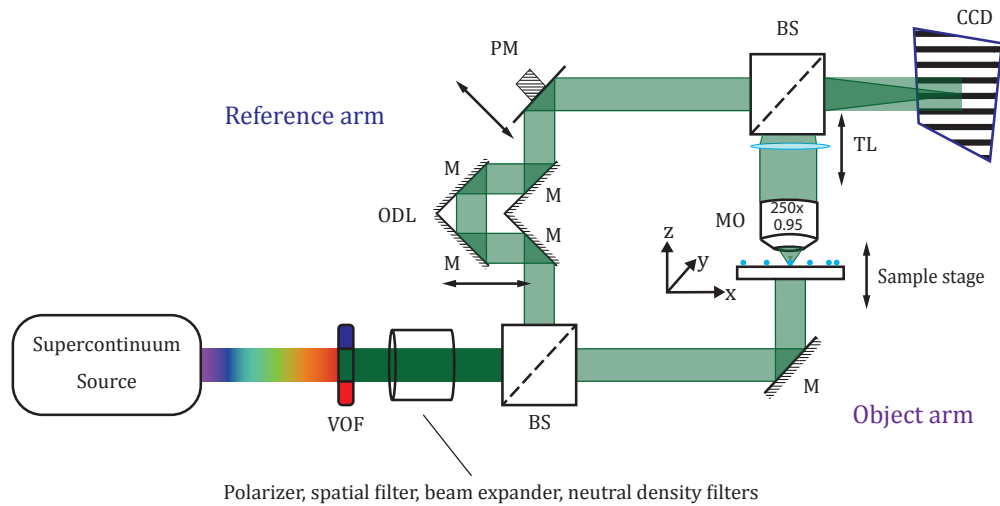 CCD
BS
PM
Reference arm
TL
M
M
ODL
MO
250x
0.95
M
M
z
y
x
Sample stage
Supercontinuum
Source
VOF
BS
M
Object arm
Polarizer, spatial filter, beam expander, neutral density filters